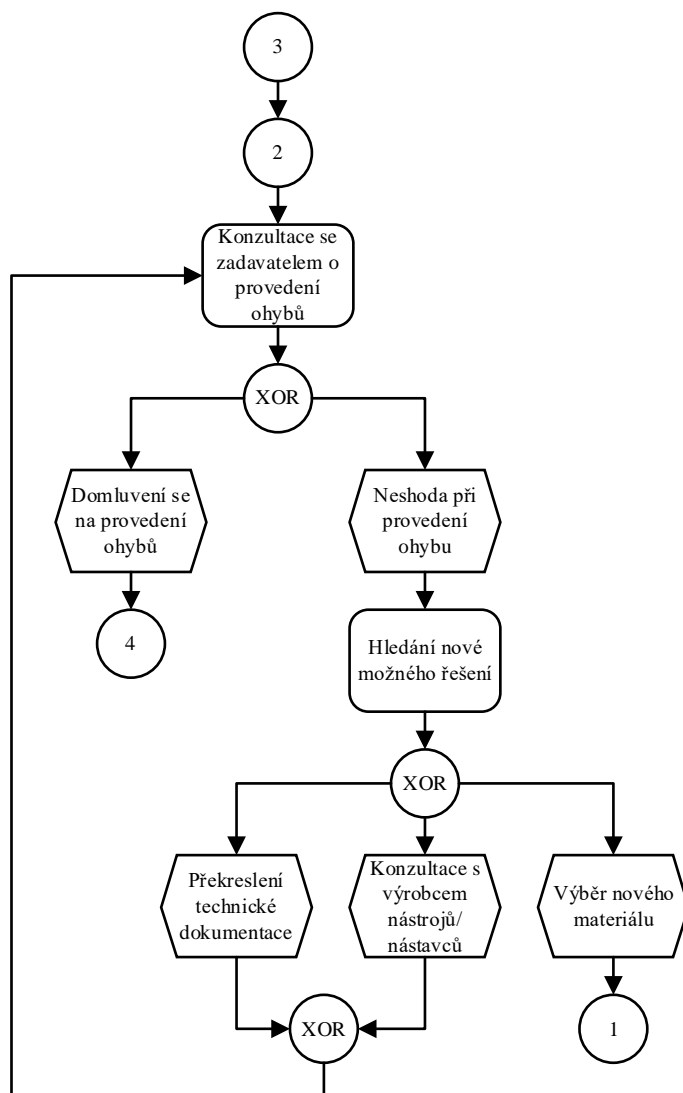 3
2
Konzultace se
zadavatelem o
provedení
ohybů
XOR
Domluvení se
na provedení
ohybů
Neshoda při
provedení
ohybu
4
Hledání nové
možného řešení
XOR
Překreslení
technické
dokumentace
Konzultace s
výrobcem
nástrojů/
nástavců
Výběr nového
materiálu
XOR
1